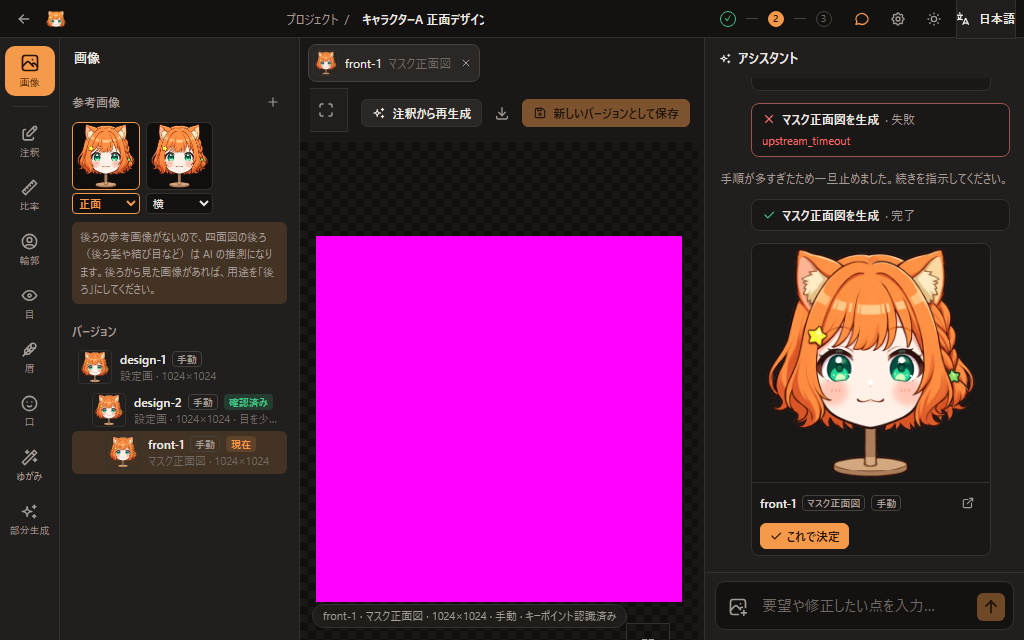 プロジェクト / キャラクターA 正面デザイン
2
3
日本語
画像
注釈
比率
輪郭
目
眉
口
ゆがみ
部分生成
画像
参考画像
正面
横
後ろの参考画像がないので、四面図の後ろ
（後ろ髪や結び目など）は AI の推測になり
ます。後ろから見た画像があれば、用途を「後
ろ」にしてください。
バージョン
design-1 手動
設定画 · 1024×1024
design-2 手動 確認済み
設定画 · 1024×1024 · 目を少…
front-1 手動 現在
マスク正面図 · 1024×1024
front-1 マスク正面図
注釈から再生成
新しいバージョンとして保存
front-1 · マスク正面図 · 1024×1024 · 手動 · キーポイント認識済み
アシスタント
マスク正面図を生成 · 失敗
upstream_timeout
手順が多すぎたため一旦止めました。続きを指示してください。
マスク正面図を生成 · 完了
front-1 マスク正面図 手動
これで決定
要望や修正したい点を入力…